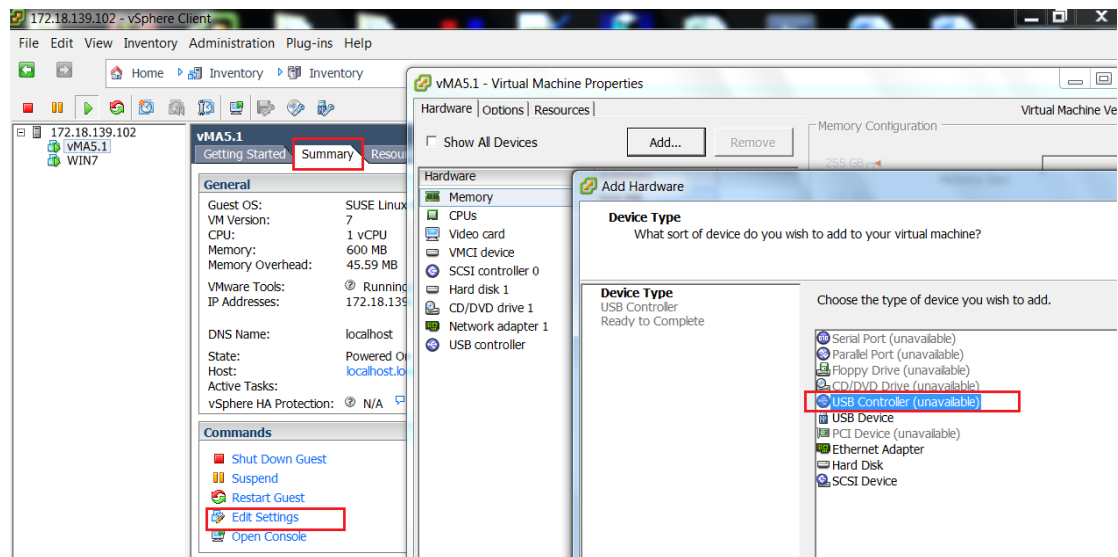 172.18.139.102 - vSphere Client
File Edit View Inventory Administration Plug-ins Help
Home Inventory Inventory
172.18.139.102
vMA5.1
WIN7
vMA5.1
Getting Started Summary Resou
General
Guest OS: SUSE Linux
VM Version: 7
CPU: 1 vCPU
Memory: 600 MB
Memory Overhead: 45.59 MB
VMware Tools: Running
IP Addresses: 172.18.139
DNS Name: localhost
State: Powered O
Host: localhost.lo
Active Tasks:
vSphere HA Protection: N/A
Commands
Shut Down Guest
Suspend
Restart Guest
Edit Settings
Open Console
vMA5.1 - Virtual Machine Properties
Hardware Options Resources Virtual Machine Ve
Show All Devices Add... Remove
Memory Configuration
255 GB
Hardware
Memory
CPUs
Video card
VMCI device
SCSI controller 0
Hard disk 1
CD/DVD drive 1
Network adapter 1
USB controller
Add Hardware
Device Type
What sort of device do you wish to add to your virtual machine?
Device Type
USB Controller
Ready to Complete
Choose the type of device you wish to add.
Serial Port (unavailable)
Parallel Port (unavailable)
Floppy Drive (unavailable)
CD/DVD Drive (unavailable)
USB Controller (unavailable)
USB Device
PCI Device (unavailable)
Ethernet Adapter
Hard Disk
SCSI Device